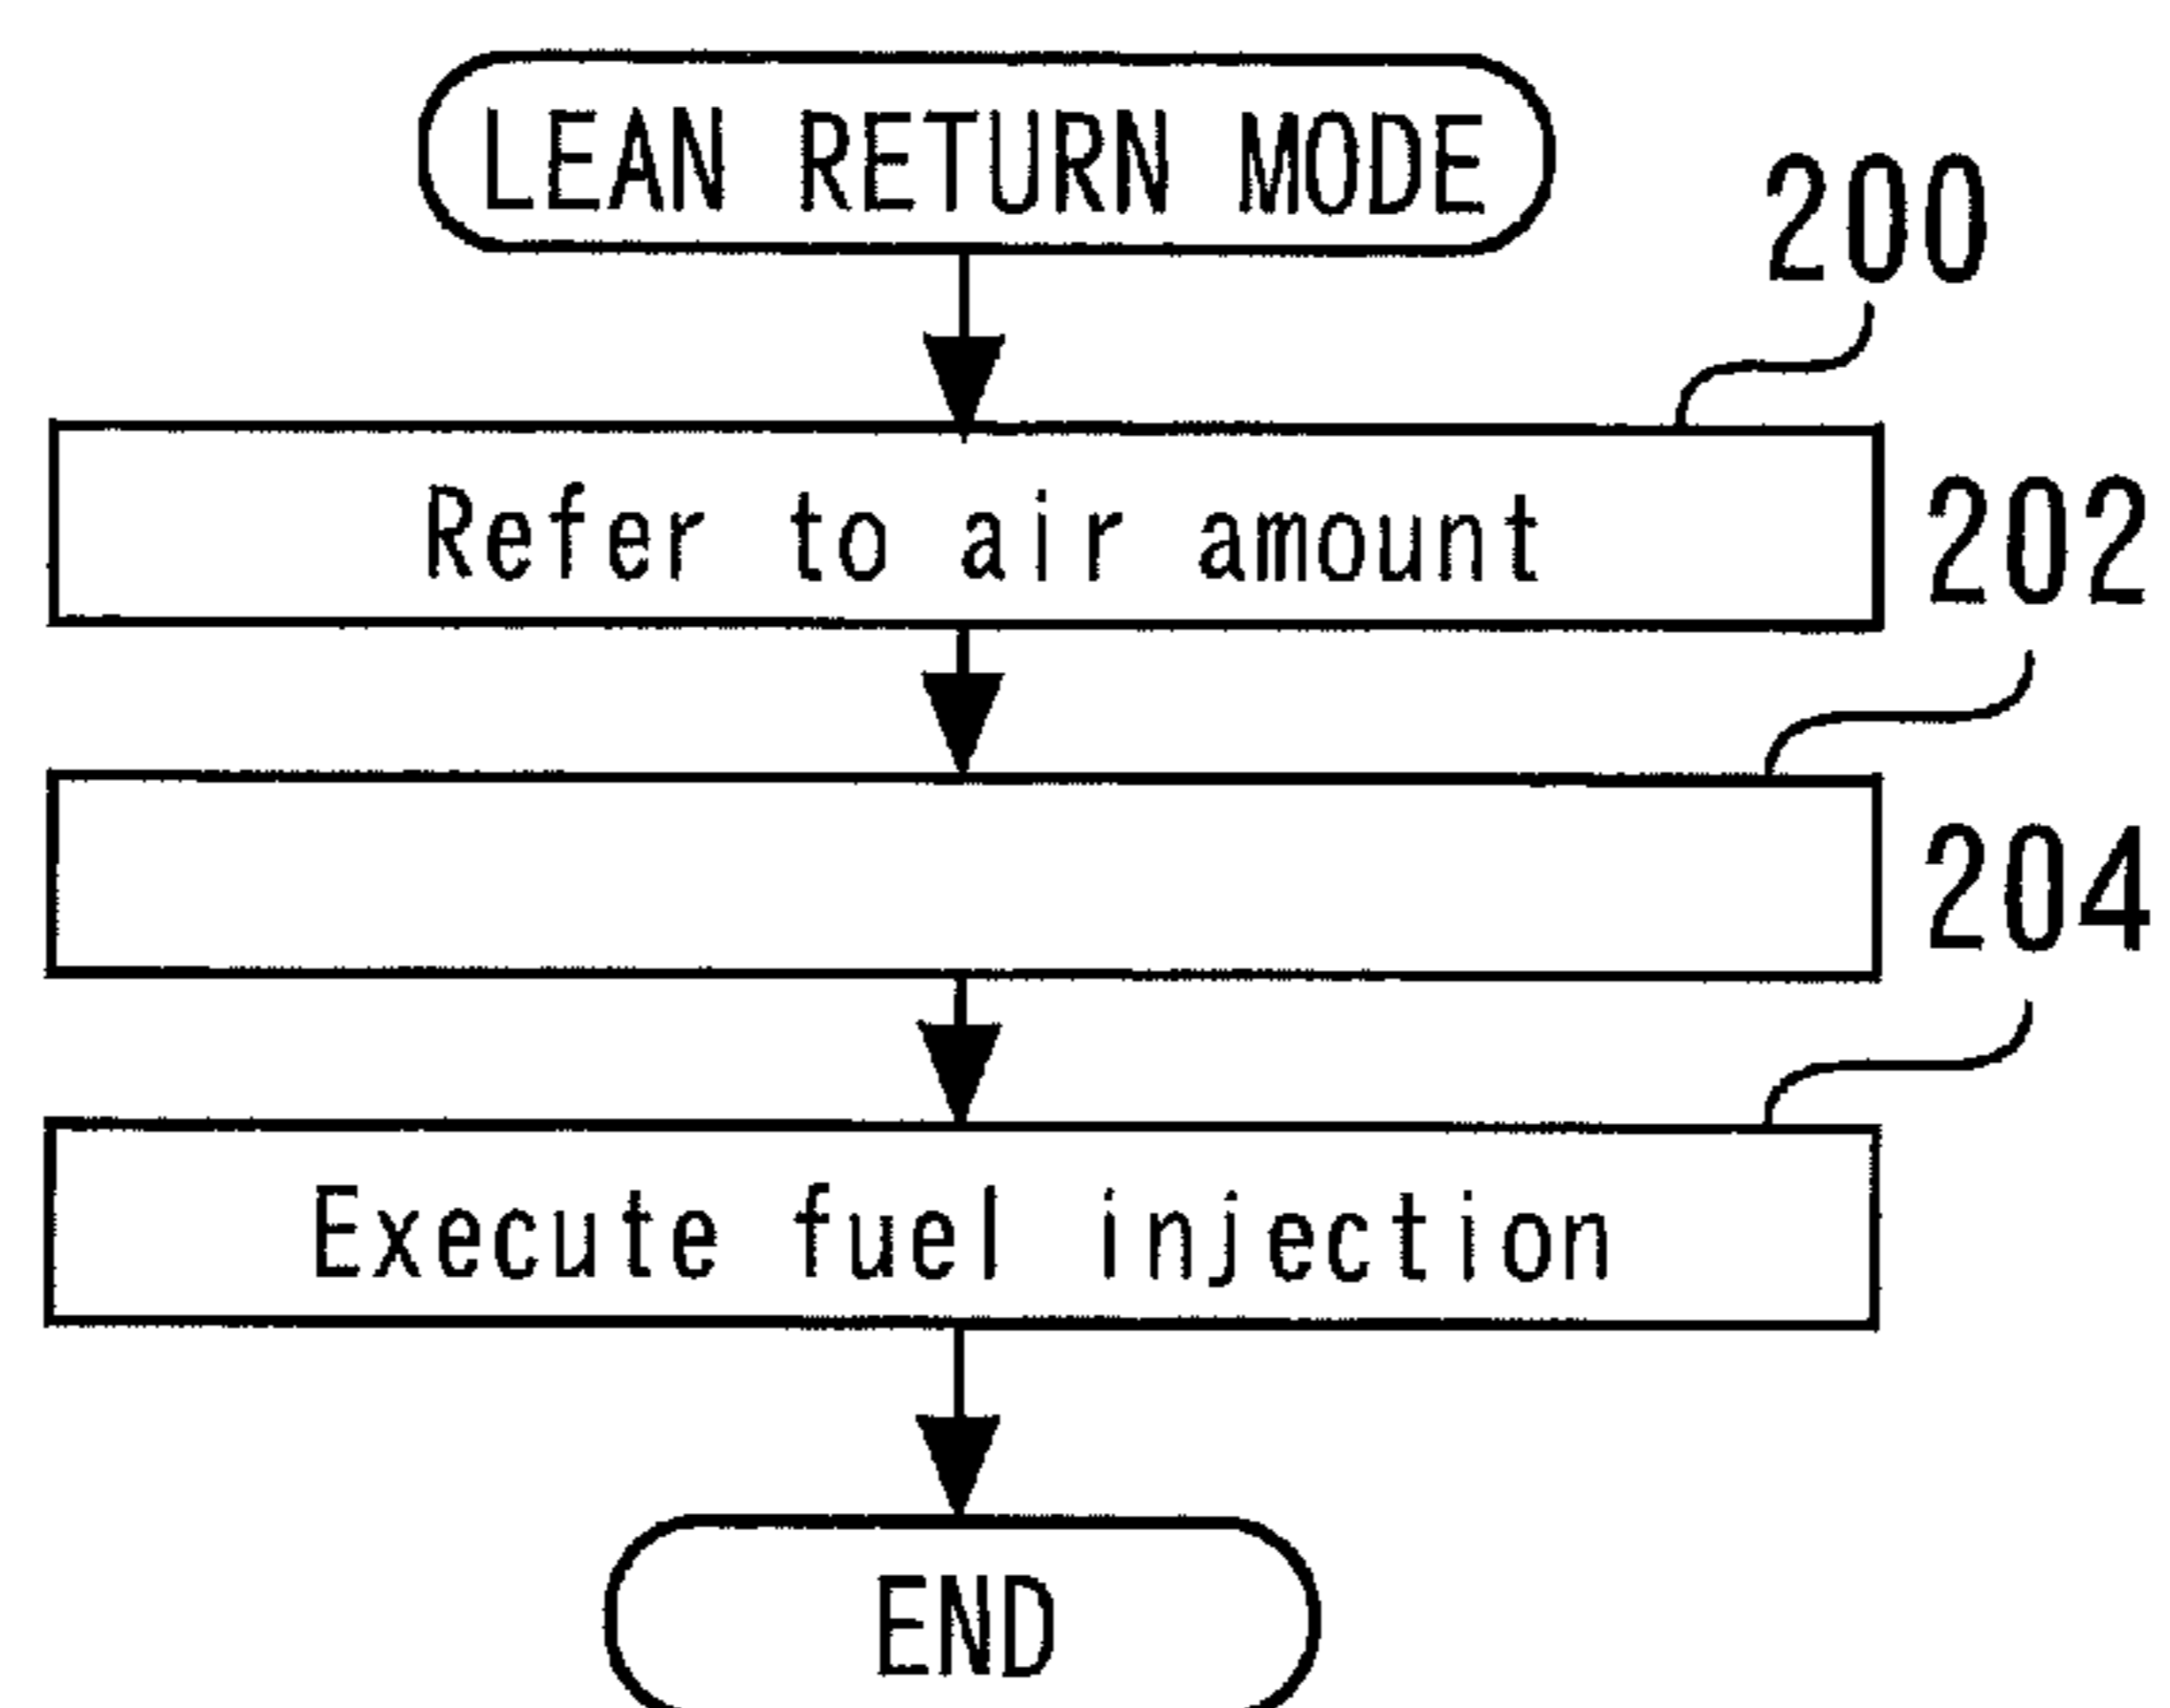 LEAN RETURN MODE
200
Refer to air amount
202
204
Execute fuel injection
END